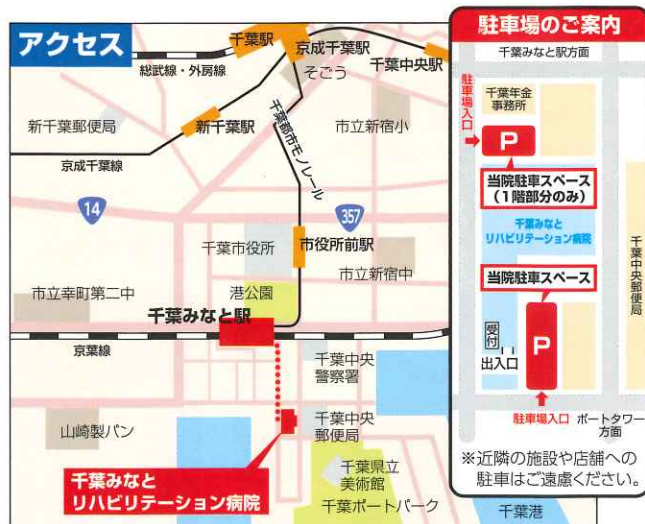 アクセス
千葉駅
京成千葉駅
千葉中央駅
総武線・外房線
そごう
新千葉郵便局
新千葉駅
市立新宿小
千葉都市モノレール
京成千葉線
14
357
千葉市役所
市役所前駅
市立幸町第二中
港公園
市立新宿中
千葉みなと駅
京葉線
千葉中央
警察署
山崎製パン
千葉中央
郵便局
千葉みなと
リハビリテーション病院
千葉県立
美術館
千葉ポートパーク
千葉港
駐車場のご案内
千葉みなと駅方面
駐車場入口
千葉年金
事務所
P
当院駐車スペース
(1階部分のみ)
千葉みなと
リハビリテーション病院
当院駐車スペース
千葉中央郵便局
受付
P
出入口
駐車場入口
ポートタワー
方面
※近隣の施設や店舗への
駐車はご遠慮ください。